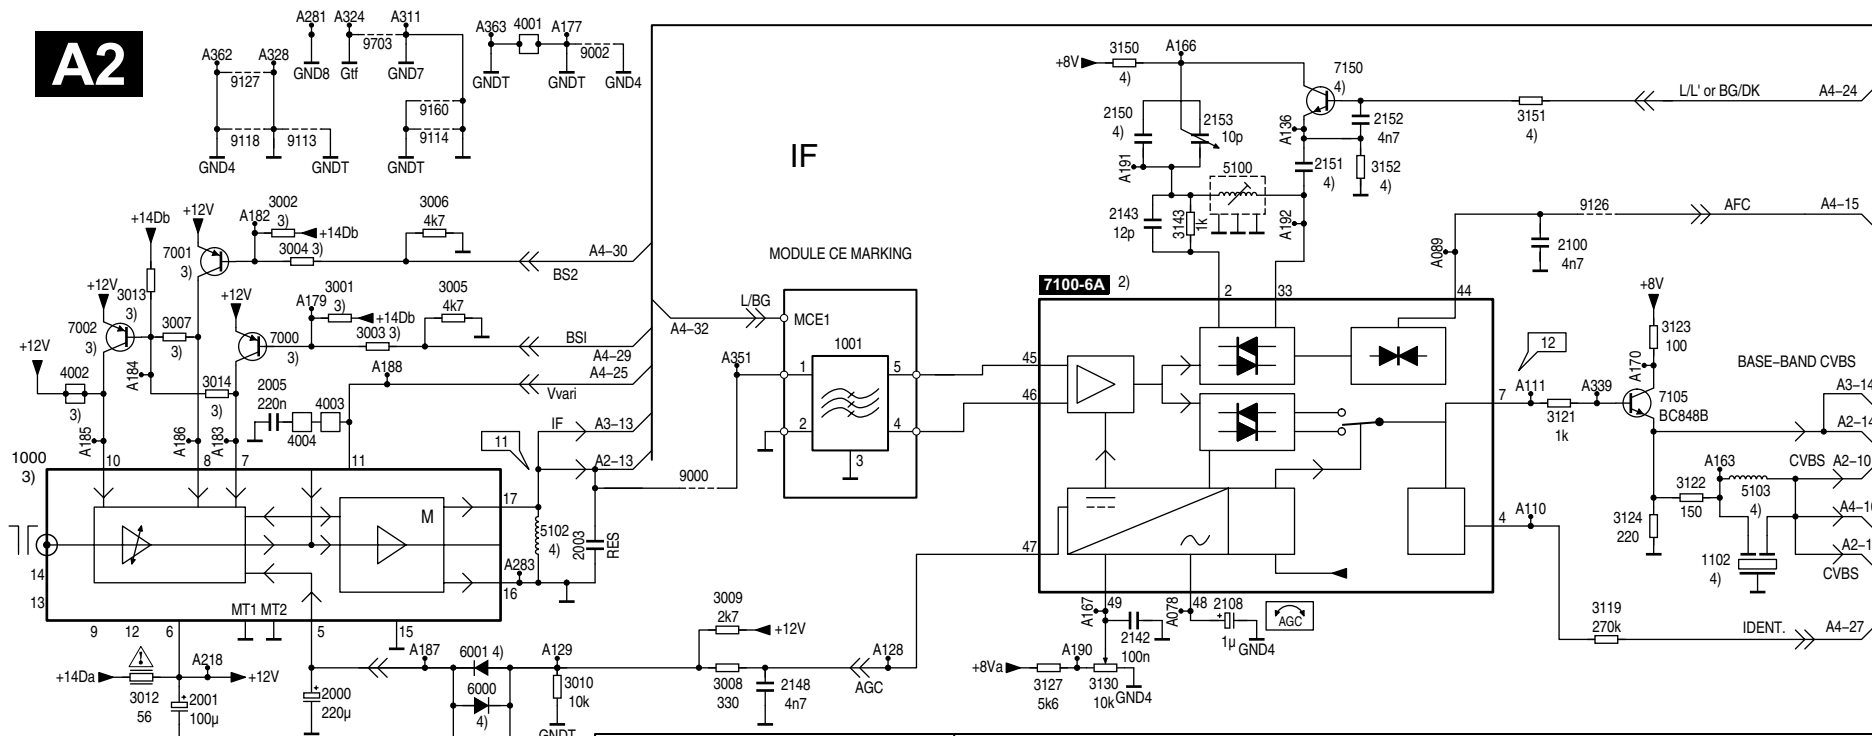 A2
A281 A324 A311
9703
GND8 Gtf GND7
A362 A328
9127
9118 9113
GND4 GNDT
9160
9114
GNDT
A363 4001 A177
9002
GNDT GNDT GND4
IF
+14Db +12V A182 3002
3)
+14Db
7001
3)
3004 3)
3006
4k7
A4–30
BS2
+12V 3013
3)
+12V A179 3001
3)
+14Db
7002
3)
3007
3)
7000
3)
3003 3)
3005
4k7
BSI
A4–29
A4–25
Vvari
+12V
4002
3)
A184
3014
3)
2005
220n
4003
4004
A188
A185 A186 A183
IF A3–13
A2–13
11
1000
3)
10 8 7 11
17
M
5102
4)
2003
RES
A283
16
14
13
MT1 MT2
9 12 6 5 15
+14Da
3012
56
A218
+12V
2001
100µ
2000
220µ
A187
6001 4)
6000
4)
A129
3010
10k
GNDT
3009
2k7
+12V
3008
330
2148
4n7
AGC
A128
A4–32
L/BG
9000
A351
MODULE CE MARKING
MCE1
1001
1 5
2 4
3
+8V 3150
4)
A166
7150
4)
2150
4)
2153
10p
A191
A136
2152
4n7
2151
4)
3152
4)
5100
2143
12p
3143
1k
A192
3151
4)
L/L' or BG/DK A4–24
9126 AFC A4–15
2100
4n7
A089
7100-6A 2)
2 33 44
45
46
47
7
4
12
A111 A339
3121
1k
+8V
3123
100
A170
7105
BC848B
BASE–BAND CVBS
A3–14
A2–14
A163
CVBS A2–10
3122
150
5103
4)
3124
220
1102
4)
CVBS
A110
3119
270k
IDENT. A4–27
A167 49
A078 48
2142
100n
2108
1µ
GND4
AGC
+8Va
3127
5k6
A190
3130
10k
GND4